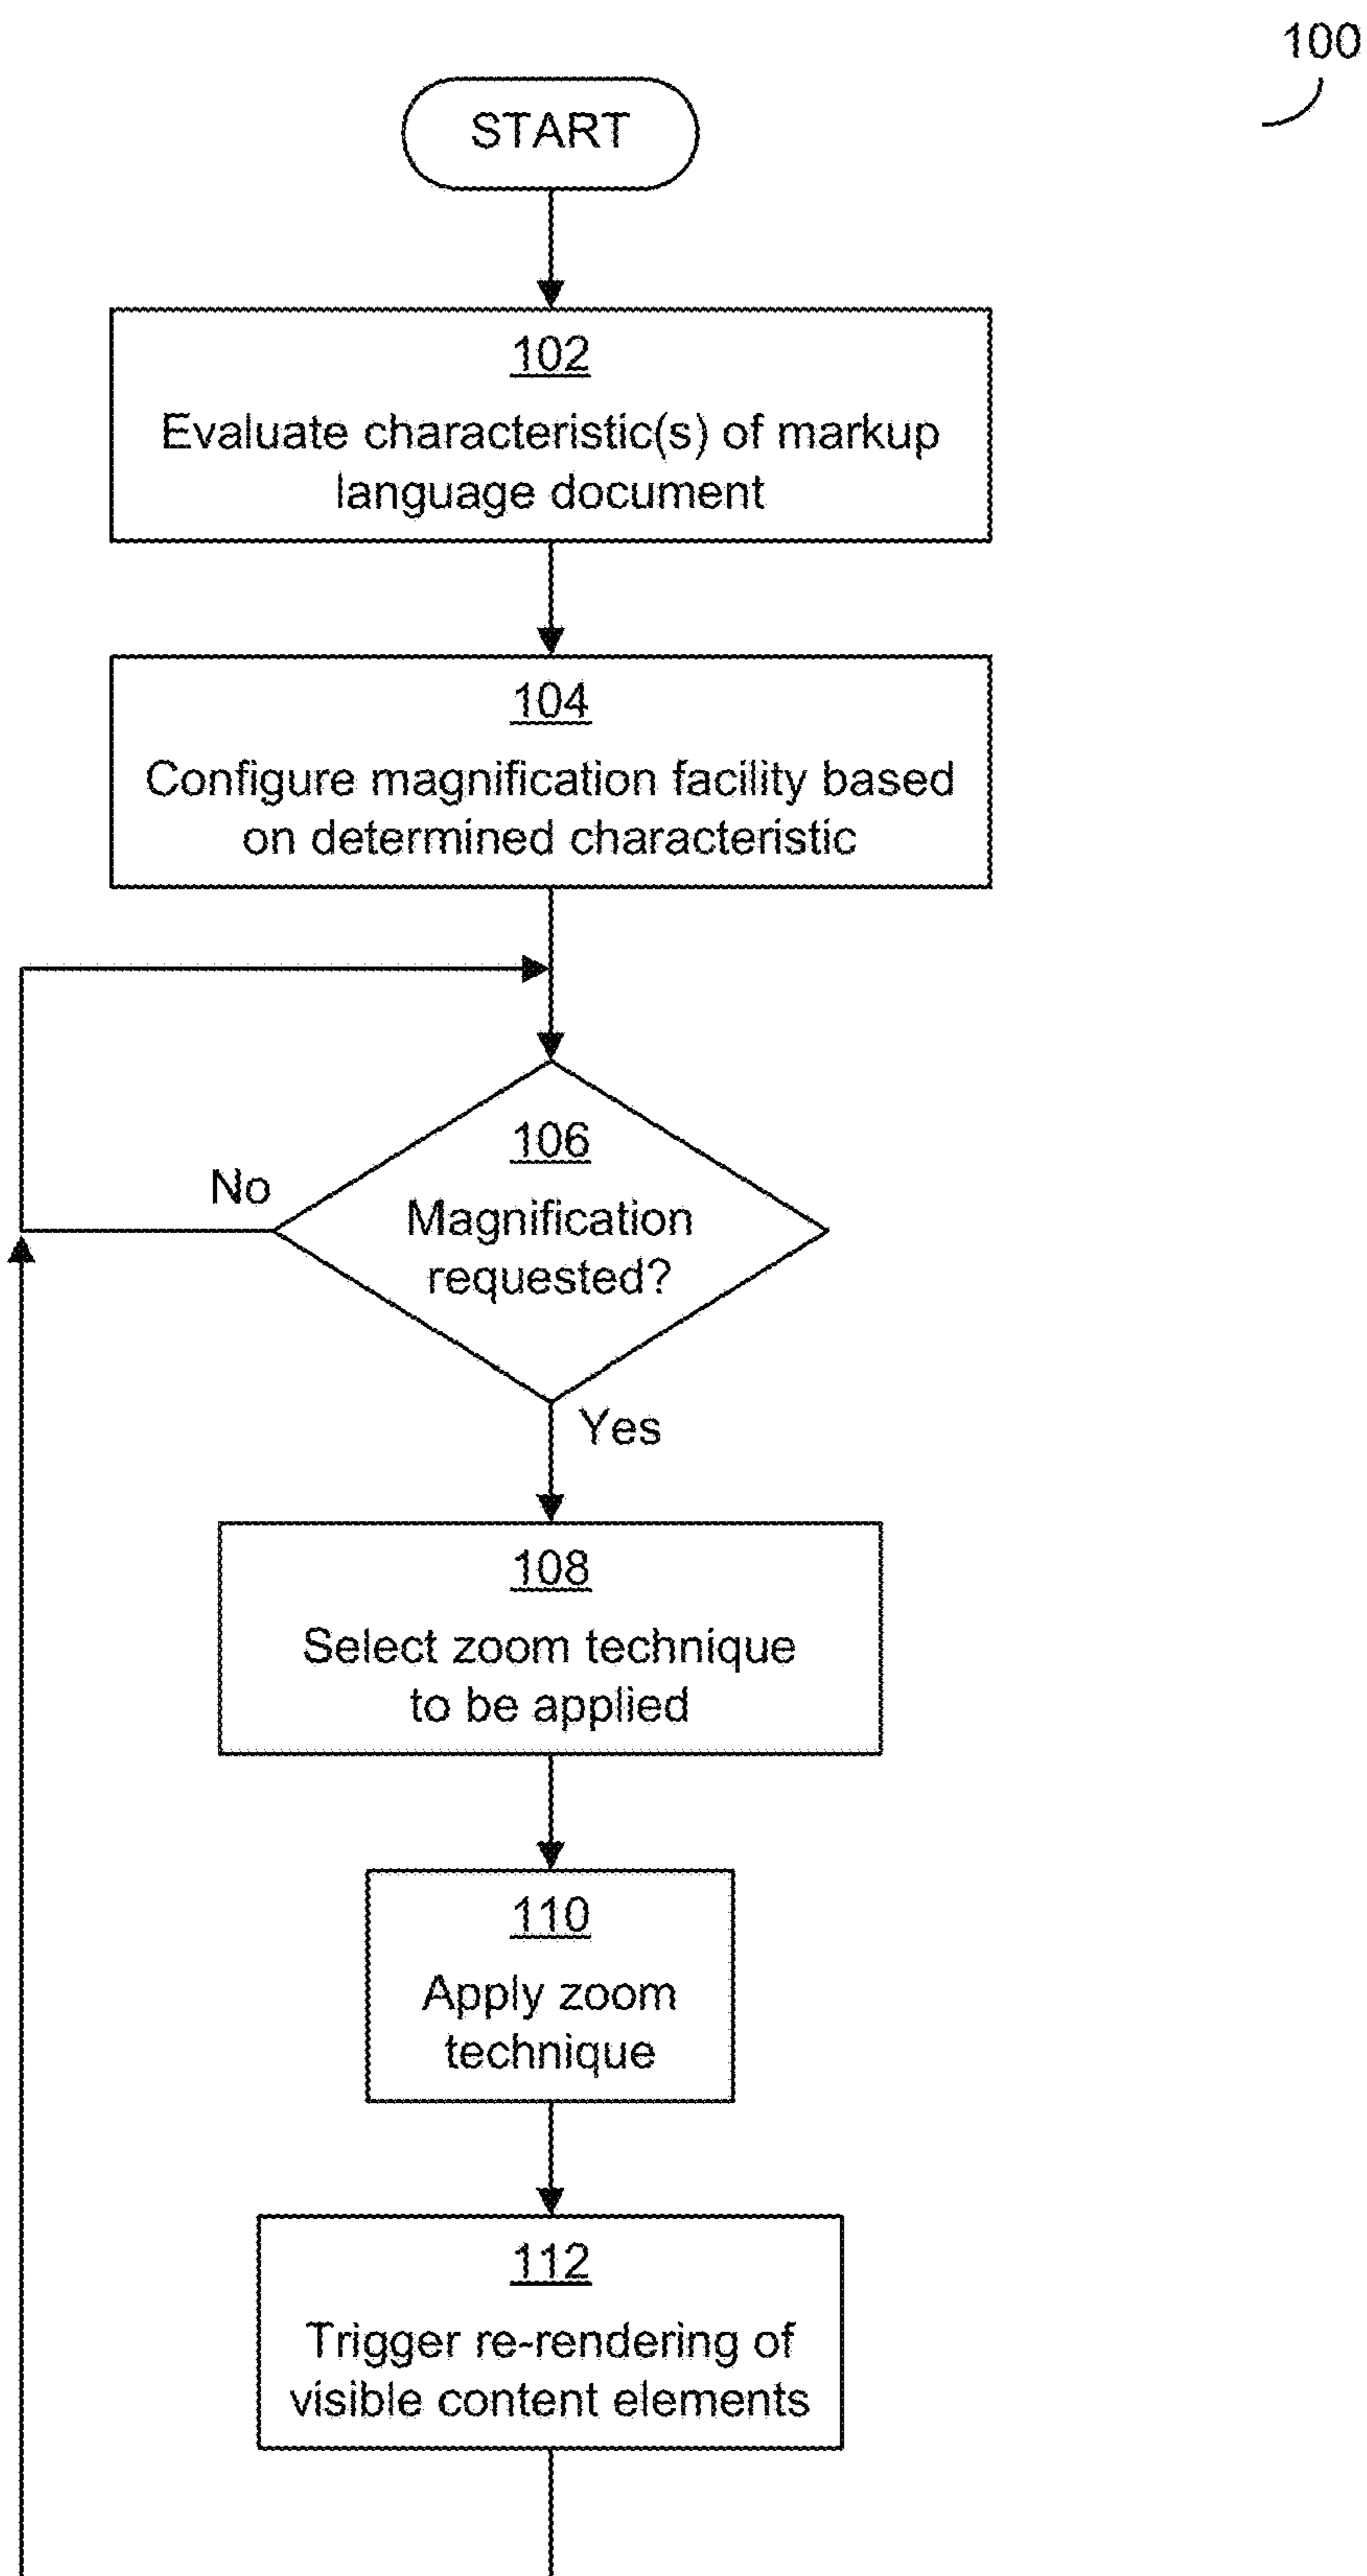 100
START
102
Evaluate characteristic(s) of markup
language document
104
Configure magnification facility based
on determined characteristic
106
No
Magnification
requested?
Yes
108
Select zoom technique
to be applied
110
Apply zoom
technique
112
Trigger re-rendering of
visible content elements